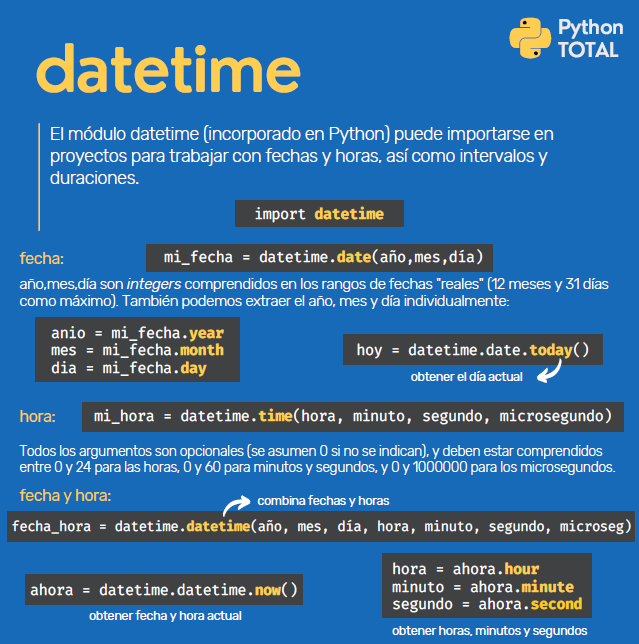 Python
TOTAL
datetime
El módulo datetime (incorporado en Python) puede importarse en
proyectos para trabajar con fechas y horas, así como intervalos y
duraciones.
import datetime
fecha:
mi_fecha = datetime.date(año,mes,día)
año,mes,día son integers comprendidos en los rangos de fechas "reales" (12 meses y 31 días
como máximo). También podemos extraer el año, mes y día individualmente:
anio = mi_fecha.year
mes = mi_fecha.month
dia = mi_fecha.day
hoy = datetime.date.today()
obtener el día actual
hora:
mi_hora = datetime.time(hora, minuto, segundo, microsegundo)
Todos los argumentos son opcionales (se asumen 0 si no se indican), y deben estar comprendidos
entre 0 y 24 para las horas, 0 y 60 para minutos y segundos, y 0 y 1000000 para los microsegundos.
fecha y hora:
combina fechas y horas
fecha_hora = datetime.datetime(año, mes, día, hora, minuto, segundo, microseg)
ahora = datetime.datetime.now()
obtener fecha y hora actual
hora = ahora.hour
minuto = ahora.minute
segundo = ahora.second
obtener horas, minutos y segundos